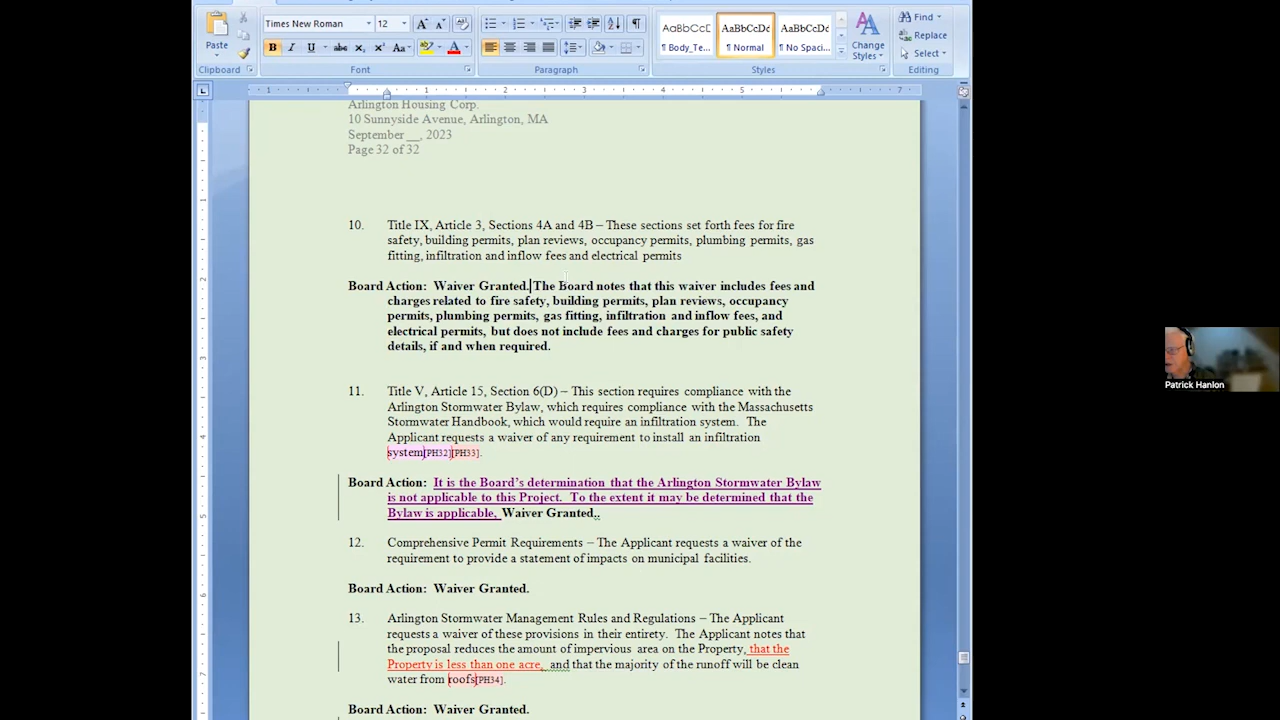 Paste
Clipboard
Times New Roman
12
Font
Paragraph
AaBbCcDc
AaBbCcDc
AaBbCcDc
¶ Body_Te...
¶ Normal
¶ No Spaci...
Styles
Change
Styles
Find
Replace
Select
Editing
1 1 2 3 4 5 7
Arlington Housing Corp.
10 Sunnyside Avenue, Arlington, MA
September __, 2023
Page 32 of 32
10. Title IX, Article 3, Sections 4A and 4B – These sections set forth fees for fire
safety, building permits, plan reviews, occupancy permits, plumbing permits, gas
fitting, infiltration and inflow fees and electrical permits
Board Action: Waiver Granted. The Board notes that this waiver includes fees and
charges related to fire safety, building permits, plan reviews, occupancy
permits, plumbing permits, gas fitting, infiltration and inflow fees, and
electrical permits, but does not include fees and charges for public safety
details, if and when required.
11. Title V, Article 15, Section 6(D) – This section requires compliance with the
Arlington Stormwater Bylaw, which requires compliance with the Massachusetts
Stormwater Handbook, which would require an infiltration system. The
Applicant requests a waiver of any requirement to install an infiltration
system[PH32][PH33].
Board Action: It is the Board's determination that the Arlington Stormwater Bylaw
is not applicable to this Project. To the extent it may be determined that the
Bylaw is applicable, Waiver Granted..
12. Comprehensive Permit Requirements – The Applicant requests a waiver of the
requirement to provide a statement of impacts on municipal facilities.
Board Action: Waiver Granted.
13. Arlington Stormwater Management Rules and Regulations – The Applicant
requests a waiver of these provisions in their entirety. The Applicant notes that
the proposal reduces the amount of impervious area on the Property, that the
Property is less than one acre, and that the majority of the runoff will be clean
water from roofs[PH34].
Board Action: Waiver Granted.
Patrick Hanlon